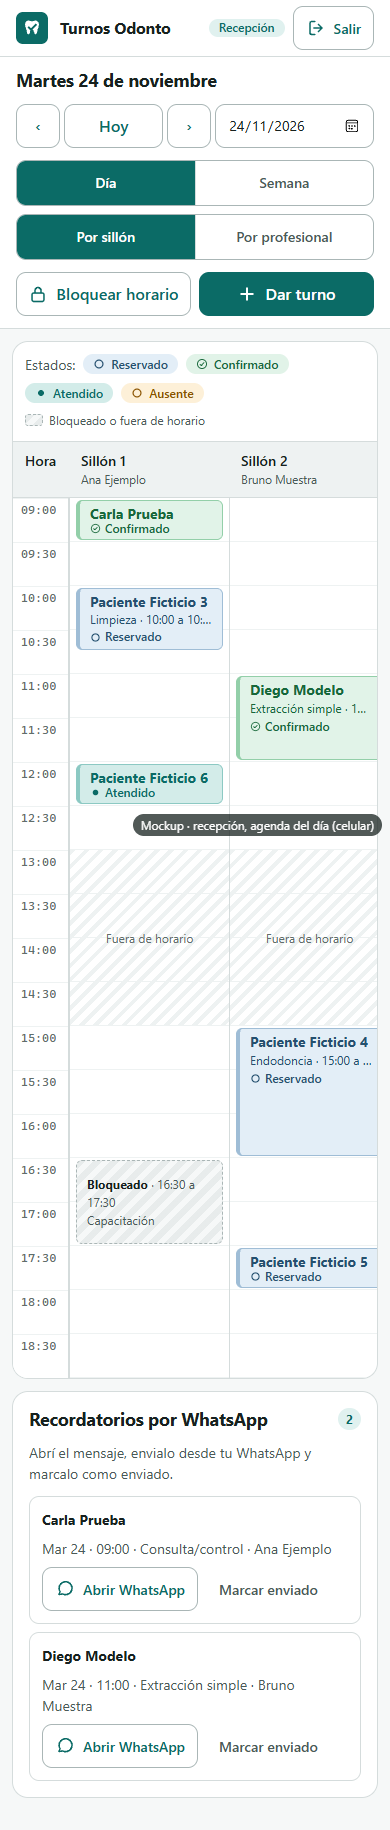 Turnos Odonto
Recepción
Salir
Martes 24 de noviembre
‹
Hoy
›
24/11/2026
Día
Semana
Por sillón
Por profesional
Bloquear horario
+ Dar turno
Estados:
Reservado
Confirmado
Atendido
Ausente
Bloqueado o fuera de horario
Hora
Sillón 1
Ana Ejemplo
Sillón 2
Bruno Muestra
09:00
Carla Prueba
Confirmado
09:30
10:00
Paciente Ficticio 3
Limpieza · 10:00 a 10:...
Reservado
10:30
11:00
Diego Modelo
Extracción simple · 1...
Confirmado
11:30
12:00
Paciente Ficticio 6
Atendido
12:30
Mockup · recepción, agenda del día (celular)
13:00
13:30
Fuera de horario
Fuera de horario
14:00
14:30
15:00
Paciente Ficticio 4
Endodoncia · 15:00 a ...
Reservado
15:30
16:00
16:30
Bloqueado · 16:30 a
17:30
Capacitación
17:00
17:30
Paciente Ficticio 5
Reservado
18:00
18:30
Recordatorios por WhatsApp
2
Abrí el mensaje, envialo desde tu WhatsApp y
marcalo como enviado.
Carla Prueba
Mar 24 · 09:00 · Consulta/control · Ana Ejemplo
Abrir WhatsApp
Marcar enviado
Diego Modelo
Mar 24 · 11:00 · Extracción simple · Bruno
Muestra
Abrir WhatsApp
Marcar enviado